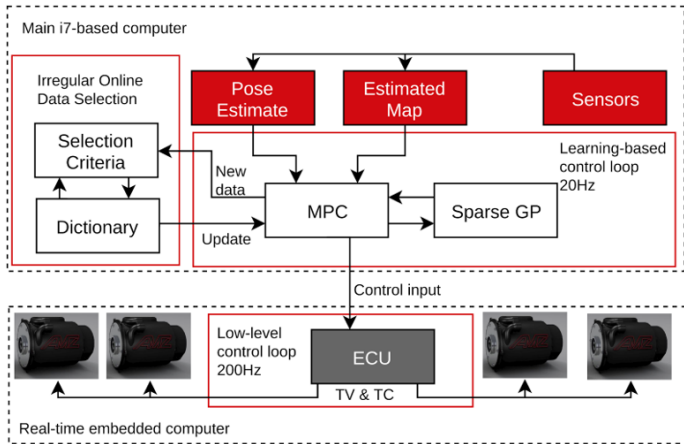 Main i7-based computer
Irregular Online
Data Selection
Pose
Estimate
Estimated
Map
Sensors
Selection
Criteria
Learning-based
control loop
20Hz
New
data
MPC
Sparse GP
Dictionary
Update
Control input
Low-level
control loop
200Hz
ECU
TV & TC
Real-time embedded computer